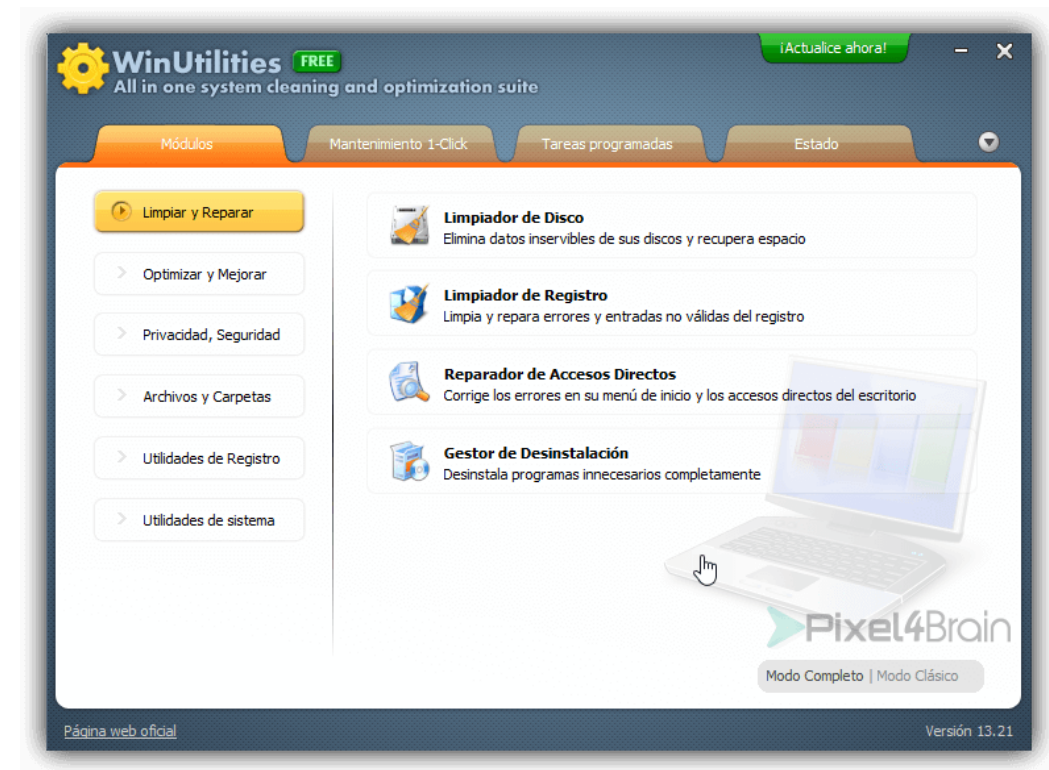 WinUtilities FREE
All in one system cleaning and optimization suite
¡Actualice ahora!
Módulos
Mantenimiento 1-Click
Tareas programadas
Estado
Limpiar y Reparar
Optimizar y Mejorar
Privacidad, Seguridad
Archivos y Carpetas
Utilidades de Registro
Utilidades de sistema
Limpiador de Disco
Elimina datos inservibles de sus discos y recupera espacio
Limpiador de Registro
Limpia y repara errores y entradas no válidas del registro
Reparador de Accesos Directos
Corrige los errores en su menú de inicio y los accesos directos del escritorio
Gestor de Desinstalación
Desinstala programas innecesarios completamente
Pixel4Brain
Modo Completo | Modo Clásico
Página web oficial
Versión 13.21